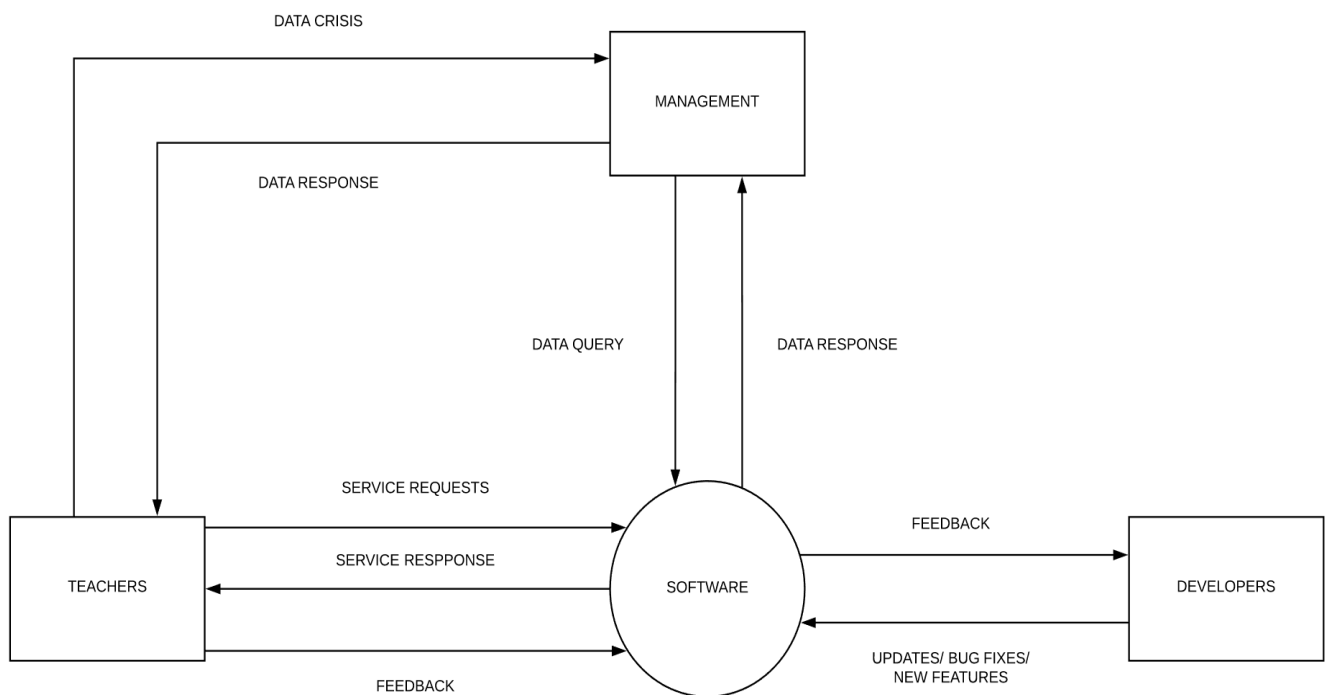 DATA CRISIS
MANAGEMENT
DATA RESPONSE
DATA QUERY
DATA RESPONSE
SERVICE REQUESTS
FEEDBACK
SERVICE RESPPONSE
TEACHERS
SOFTWARE
DEVELOPERS
UPDATES/ BUG FIXES/
NEW FEATURES
FEEDBACK